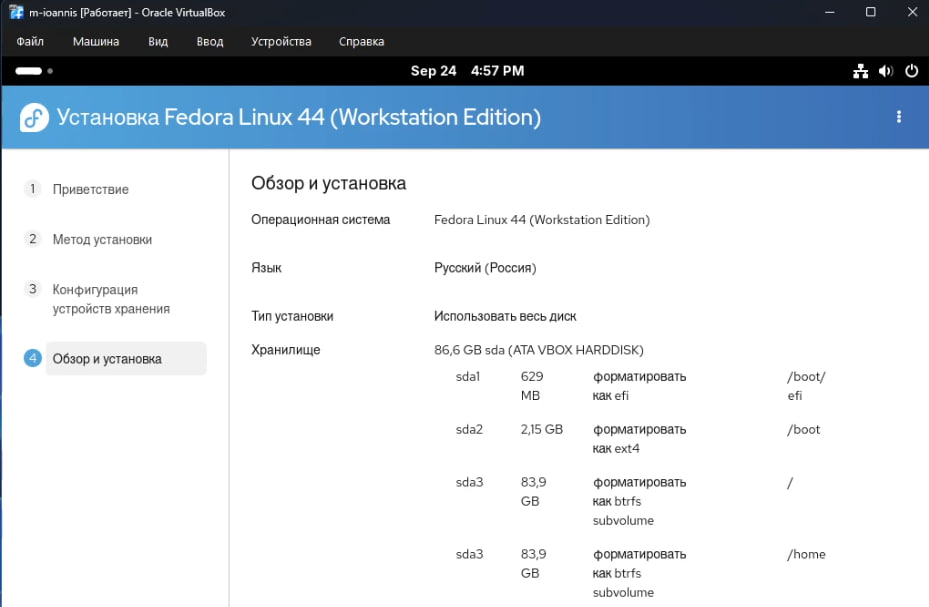 m-ioannis [Работает] - Oracle VirtualBox
Файл Машина Вид Ввод Устройства Справка
Sep 24 4:57 PM
Установка Fedora Linux 44 (Workstation Edition)
1 Приветствие
2 Метод установки
3 Конфигурация
устройств хранения
4 Обзор и установка
Обзор и установка
Операционная система Fedora Linux 44 (Workstation Edition)
Язык Русский (Россия)
Тип установки Использовать весь диск
Хранилище 86,6 GB sda (ATA VBOX HARDDISK)
sda1 629 форматировать /boot/
MB как efi efi
sda2 2,15 GB форматировать /boot
как ext4
sda3 83,9 форматировать /
GB как btrfs
subvolume
sda3 83,9 форматировать /home
GB как btrfs
subvolume